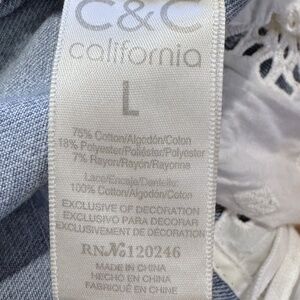 C&C
california
L
75% Cotton/Algodón/Coton
18% Polyester/Poliéster/Polyester
7% Rayon/Rayón/Rayonne
Lace/Encaje/Dentelle:
100% Cotton/Algodón/Coton
EXCLUSIVE OF DECORATION
EXCLUSIVO PARA DECORAR
EXCLUSIVEMENT DE DÉCORATION
RN.№120246
MADE IN CHINA
HECHO EN CHINA
FABRIQUÉ EN CHINE